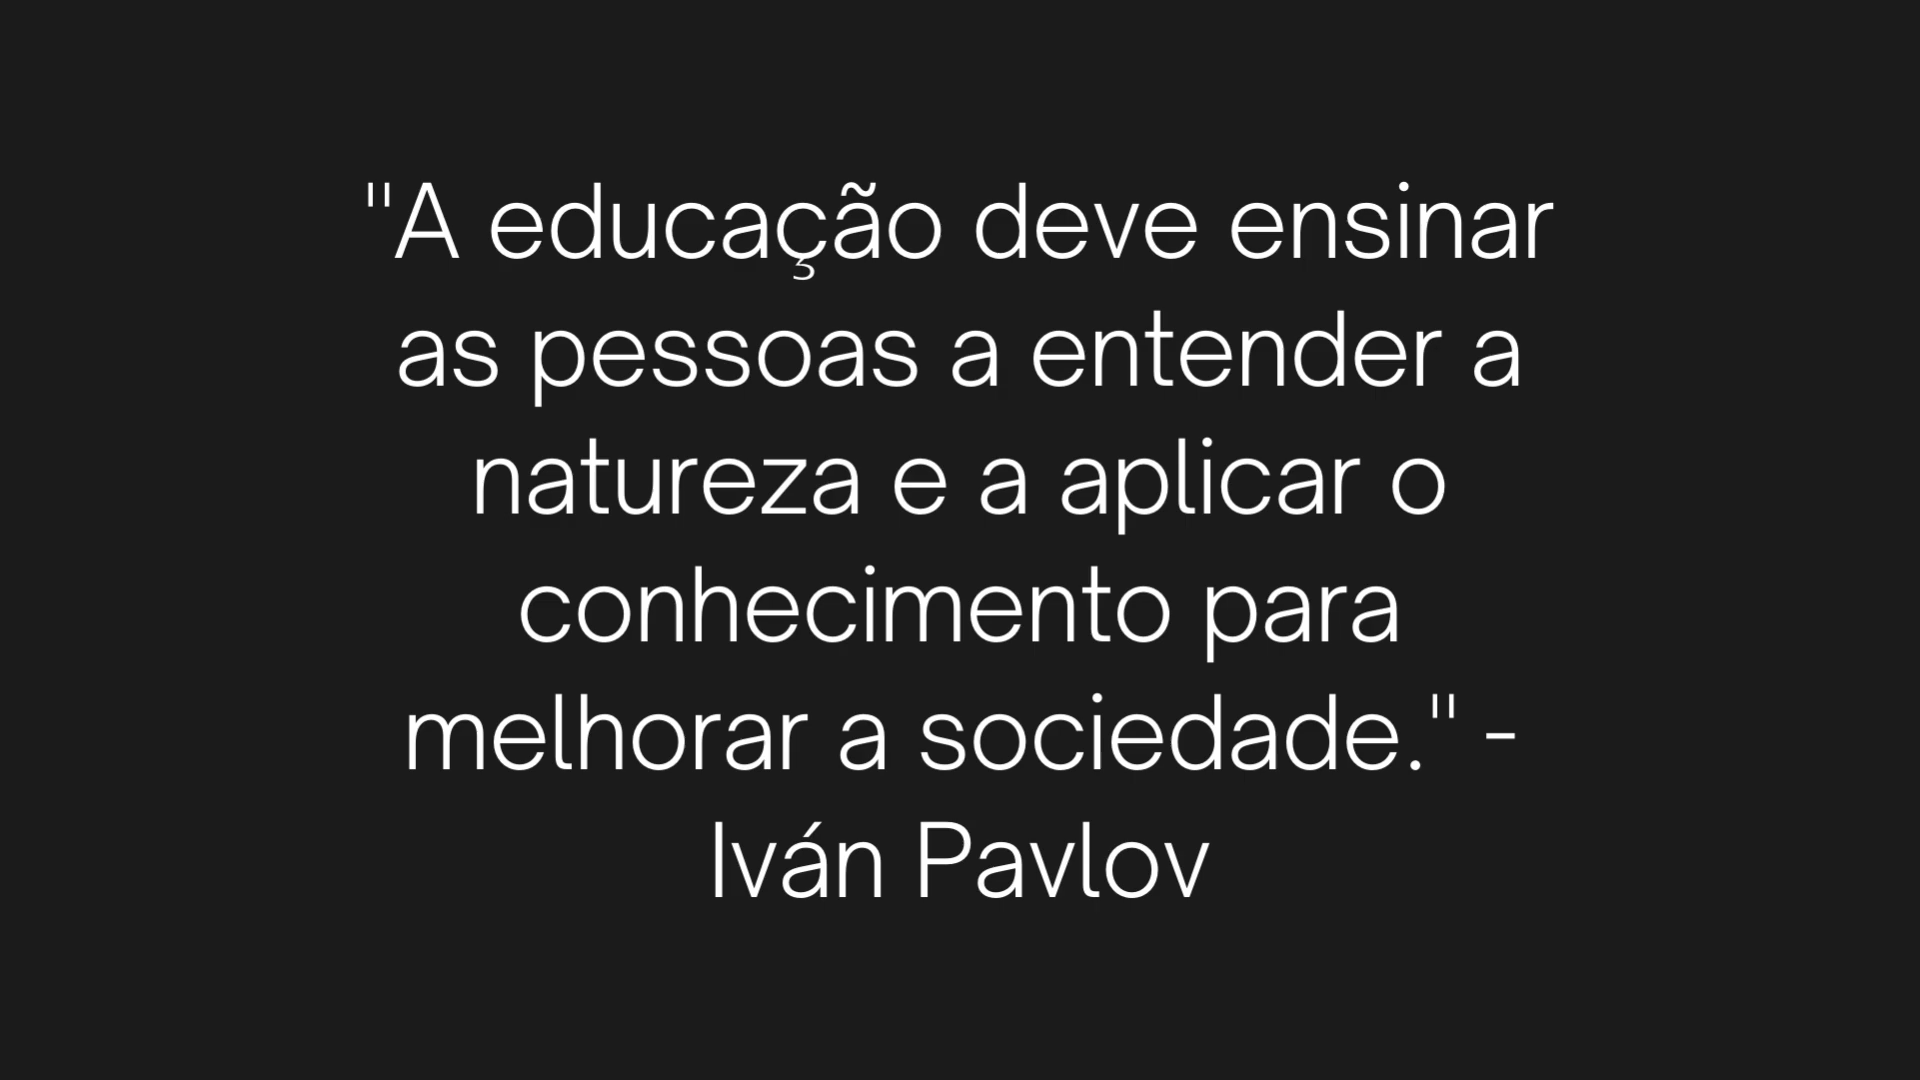 "A educação deve ensinar
as pessoas a entender a
natureza e a aplicar o
conhecimento para
melhorar a sociedade." -
Iván Pavlov